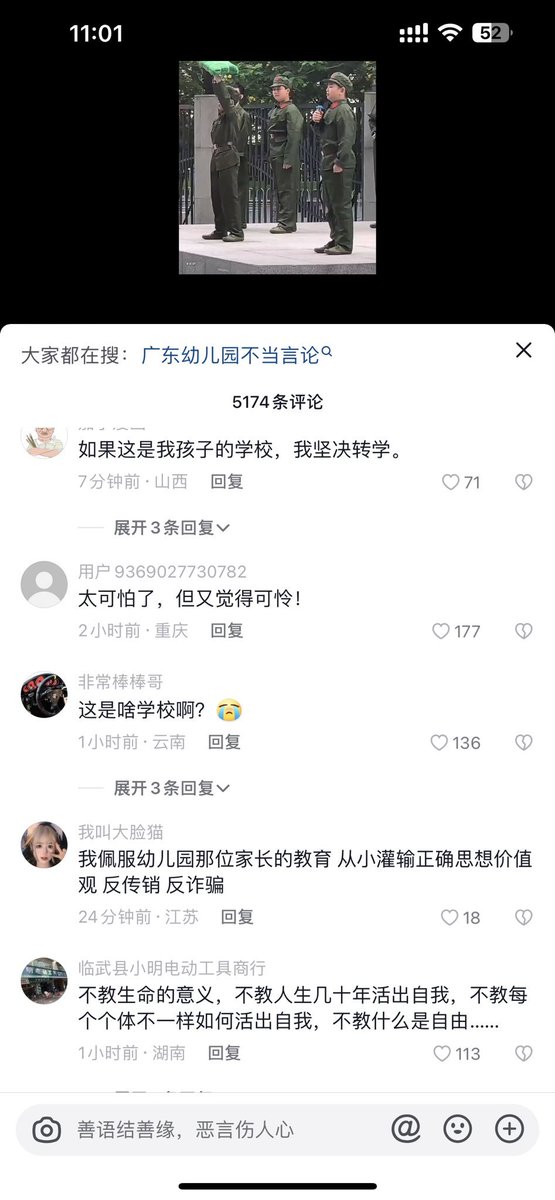 11:01
52
大家都在搜：广东幼儿园不当言论
5174条评论
如果这是我孩子的学校，我坚决转学。
7分钟前·山西 回复 71
展开3条回复
用户9369027730782
太可怕了，但又觉得可怜！
2小时前·重庆 回复 177
非常棒棒哥
这是啥学校啊？😭
1小时前·云南 回复 136
展开3条回复
我叫大脸猫
我佩服幼儿园那位家长的教育 从小灌输正确思想价值
观 反传销 反诈骗
24分钟前·江苏 回复 18
临武县小明电动工具商行
不教生命的意义，不教人生几十年活出自我，不教每
个个体不一样如何活出自我，不教什么是自由……
1小时前·湖南 回复 113
善语结善缘，恶言伤人心